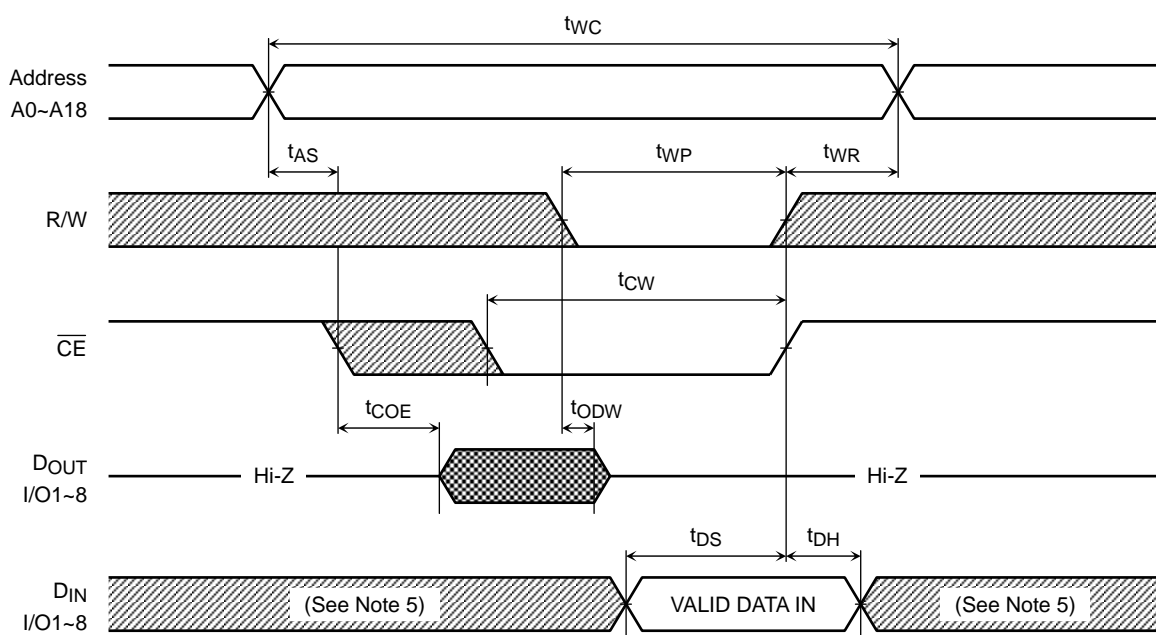 tWC
Address
A0~A18
tAS
tWP
tWR
R/W
tCW
CE
tCOE
tODW
DOUT
I/O1~8
Hi-Z
Hi-Z
tDS
tDH
DIN
I/O1~8
(See Note 5)
VALID DATA IN
(See Note 5)